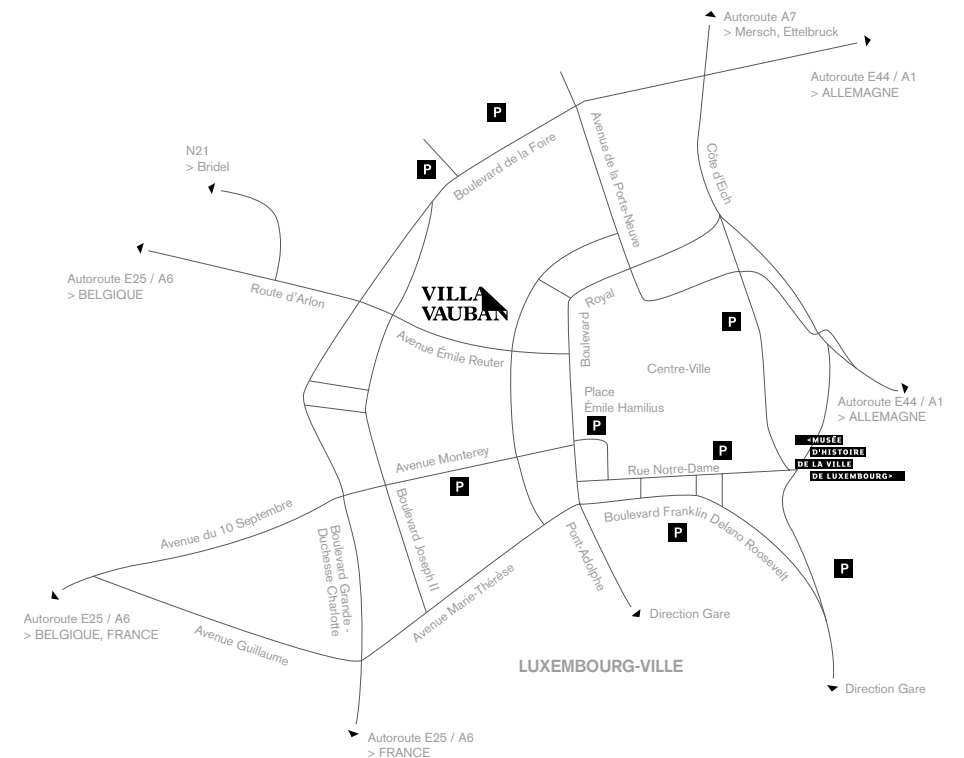 Autoroute A7
> Mersch, Ettelbruck
Autoroute E44 / A1
> ALLEMAGNE
P
P
N21
> Bridel
Boulevard de la Foire
Avenue de la Porte-Neuve
Côte d'Eich
Autoroute E25 / A6
> BELGIQUE
Route d'Arlon
VILLA
VAUBAN
Royal
Boulevard
P
Avenue Émile Reuter
Centre-Ville
Place
Émile Hamilius
P
Autoroute E44 / A1
> ALLEMAGNE
<MUSÉE
D'HISTOIRE
DE LA VILLE
DE LUXEMBOURG>
P
Rue Notre-Dame
Avenue Monterey
P
Avenue du 10 Septembre
Boulevard Grande -
Duchesse Charlotte
Boulevard Joseph II
Boulevard Franklin Delano Roosevelt
P
Pont-Adolphe
P
Avenue Marie-Thérèse
Direction Gare
Autoroute E25 / A6
> BELGIQUE, FRANCE
Avenue Guillaume
LUXEMBOURG-VILLE
Direction Gare
Autoroute E25 / A6
> FRANCE